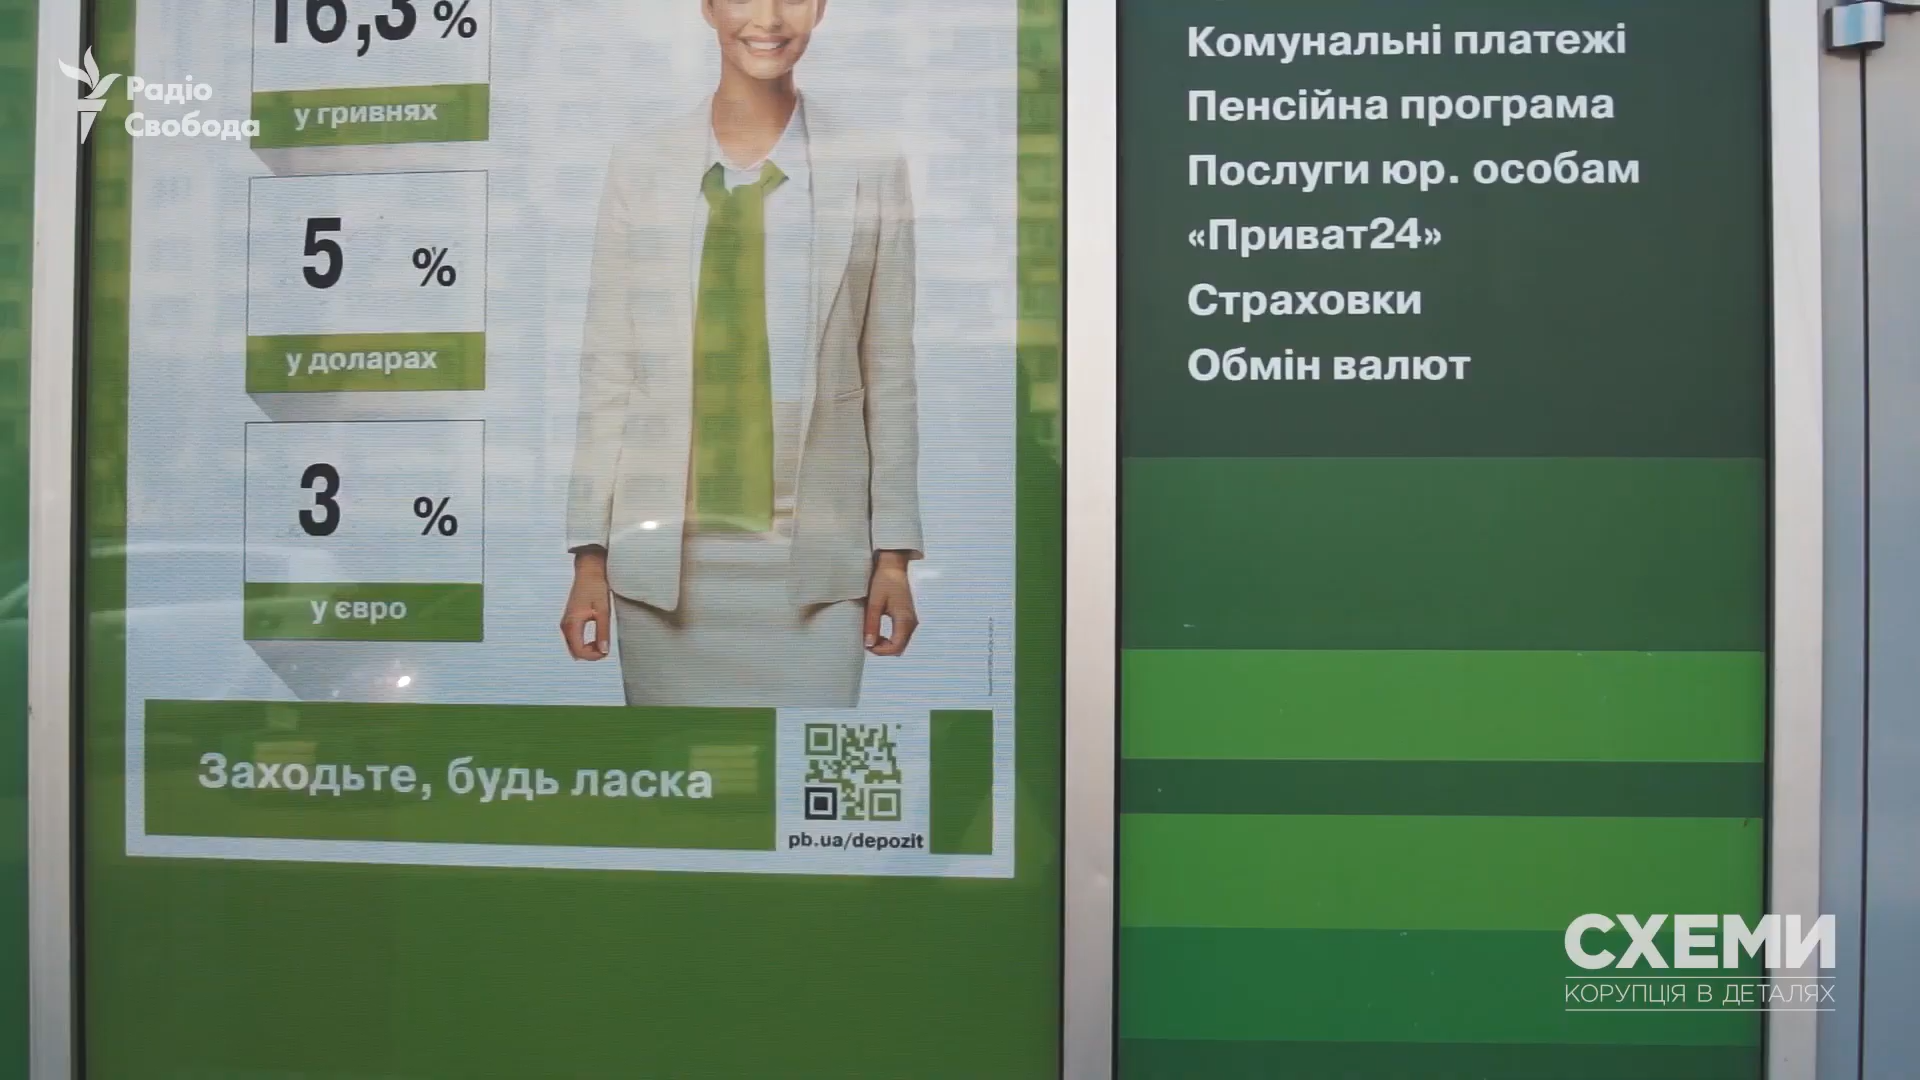 16,3 %
у гривнях
Радіо
Свобода
5 %
у доларах
3 %
у євро
Заходьте, будь ласка
pb.ua/depozit
Комунальні платежі
Пенсійна програма
Послуги юр. особам
«Приват24»
Страховки
Обмін валют
СХЕМИ
КОРУПЦІЯ В ДЕТАЛЯХ